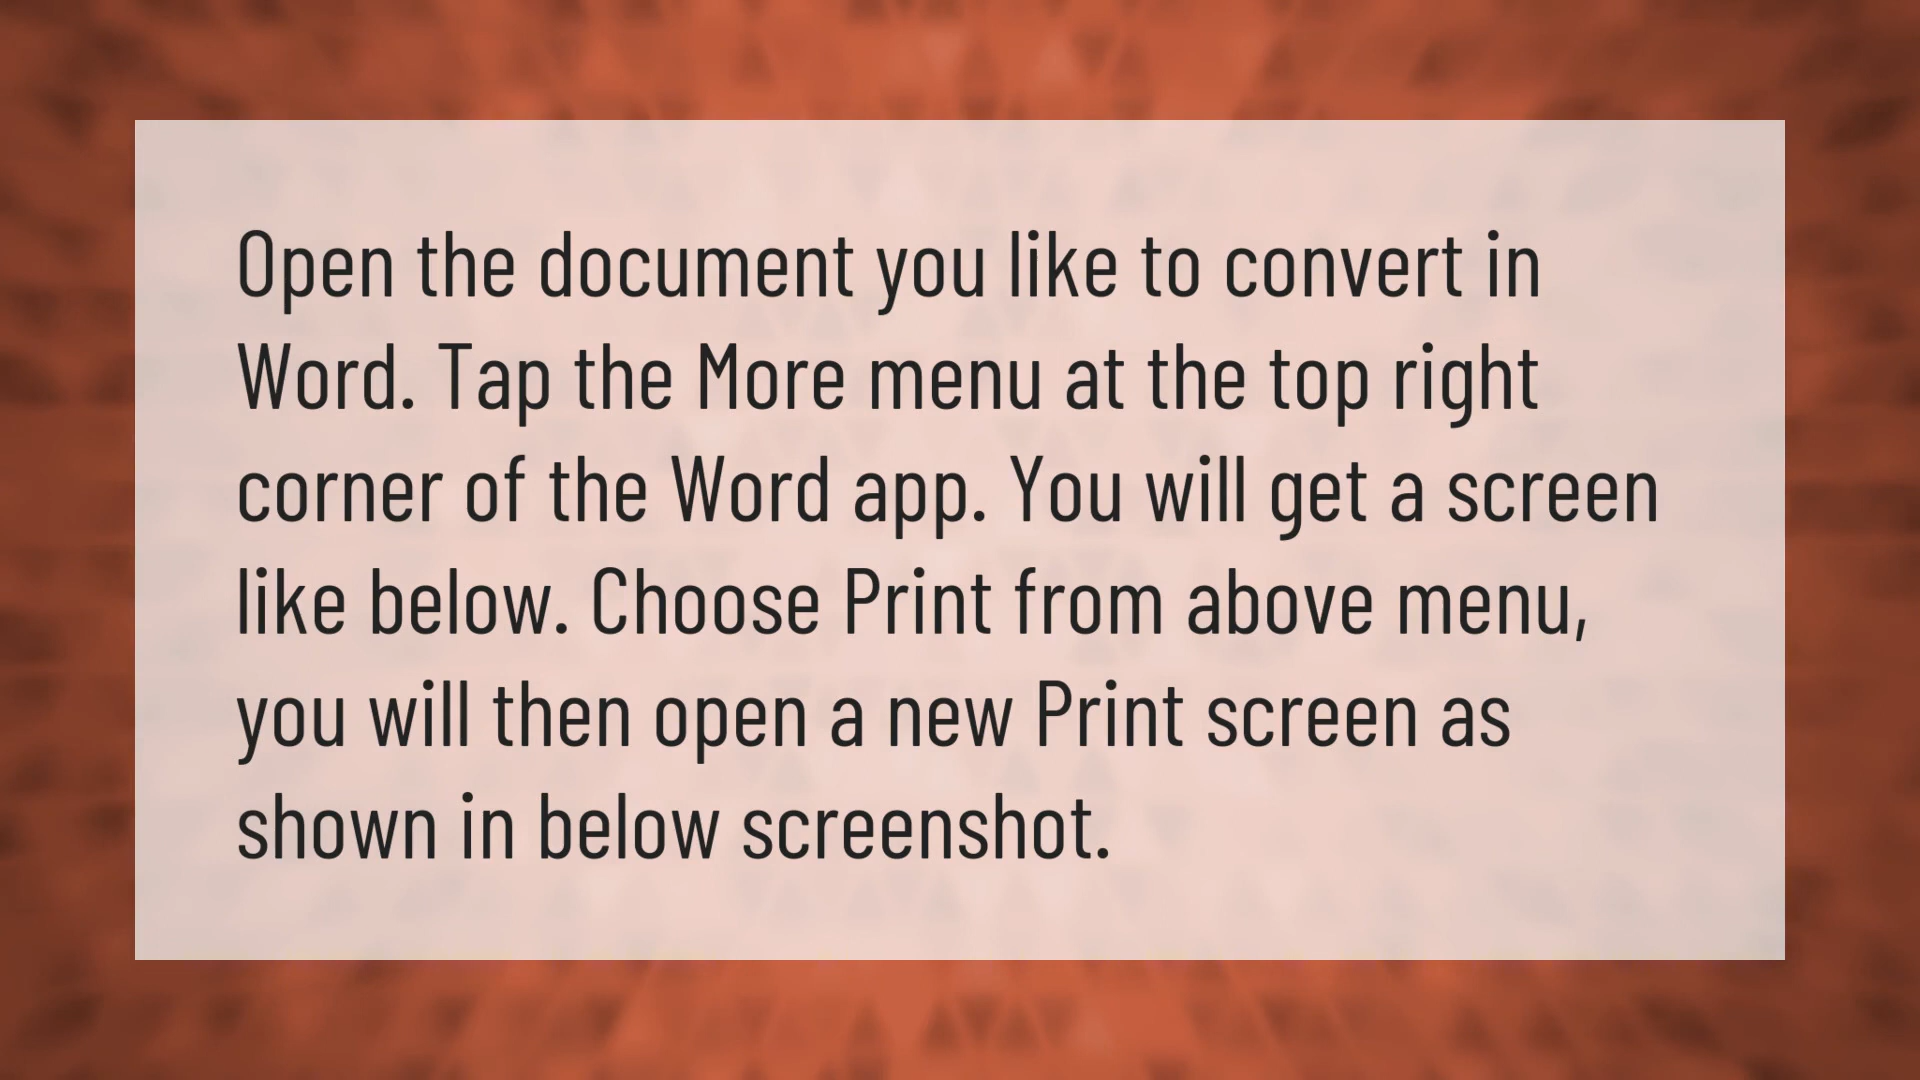 Open the document you like to convert in
Word. Tap the More menu at the top right
corner of the Word app. You will get a screen
like below. Choose Print from above menu,
you will then open a new Print screen as
shown in below screenshot.